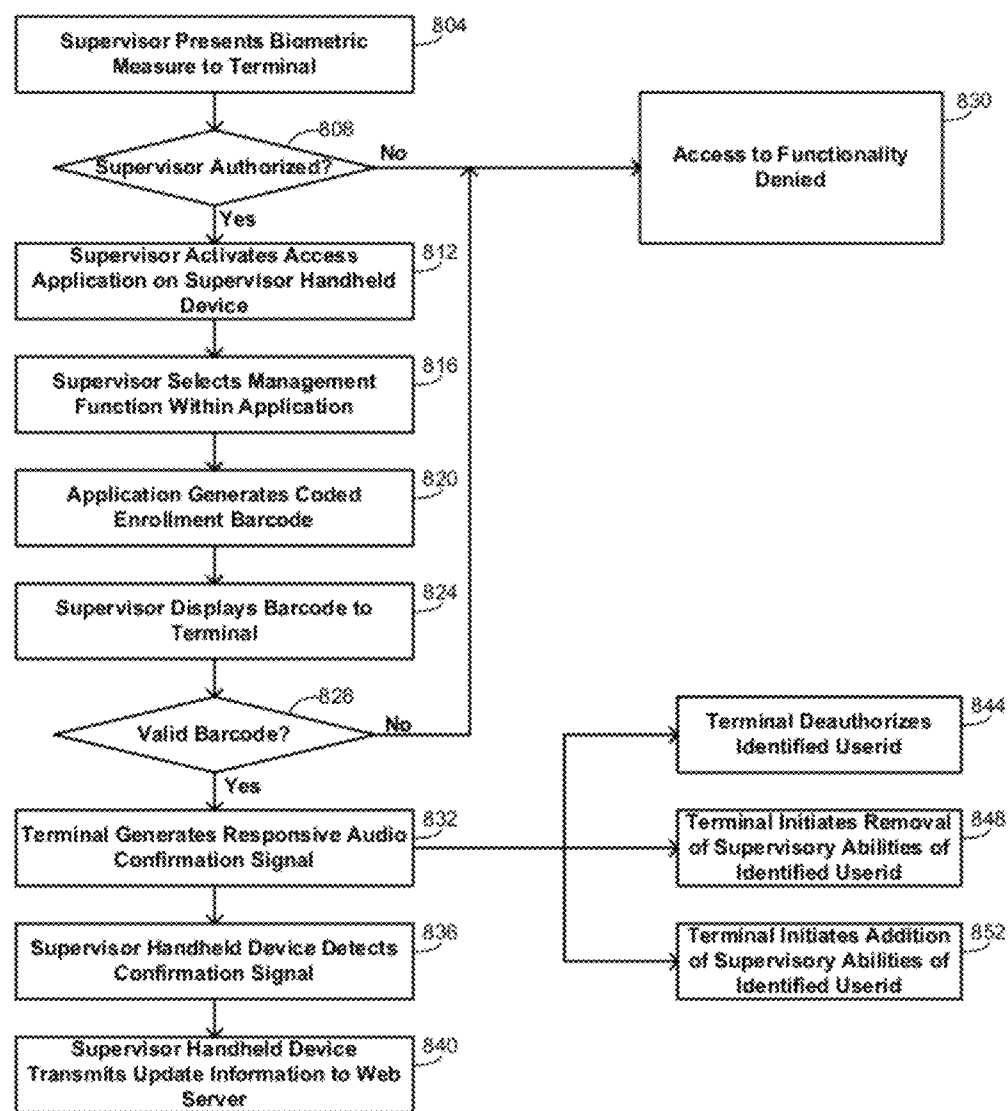 Supervisor Presents Biometric
Measure to Terminal
804
808
Supervisor Authorized?
No
Yes
830
Access to Functionality
Denied
Supervisor Activates Access
Application on Supervisor Handheld
Device
812
Supervisor Selects Management
Function Within Application
816
Application Generates Coded
Enrollment Barcode
820
Supervisor Displays Barcode to
Terminal
824
828
Valid Barcode?
No
Yes
Terminal Generates Responsive Audio
Confirmation Signal
832
Supervisor Handheld Device Detects
Confirmation Signal
836
Supervisor Handheld Device
Transmits Update Information to Web
Server
840
Terminal Deauthorizes
Identified Userid
844
Terminal Initiates Removal
of Supervisory Abilities of
Identified Userid
848
Terminal Initiates Addition
of Supervisory Abilities of
Identified Userid
852